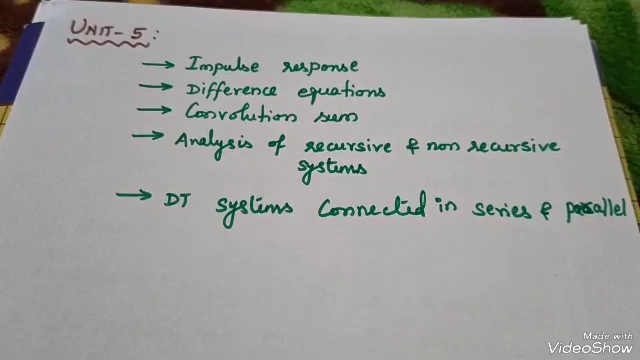 UNIT-5:
→ Impulse response
→ Difference equations
→ Convolution sum
→ Analysis of recursive & non recursive
systems
→ DT systems connected in series & parallel
Made with
VideoShow